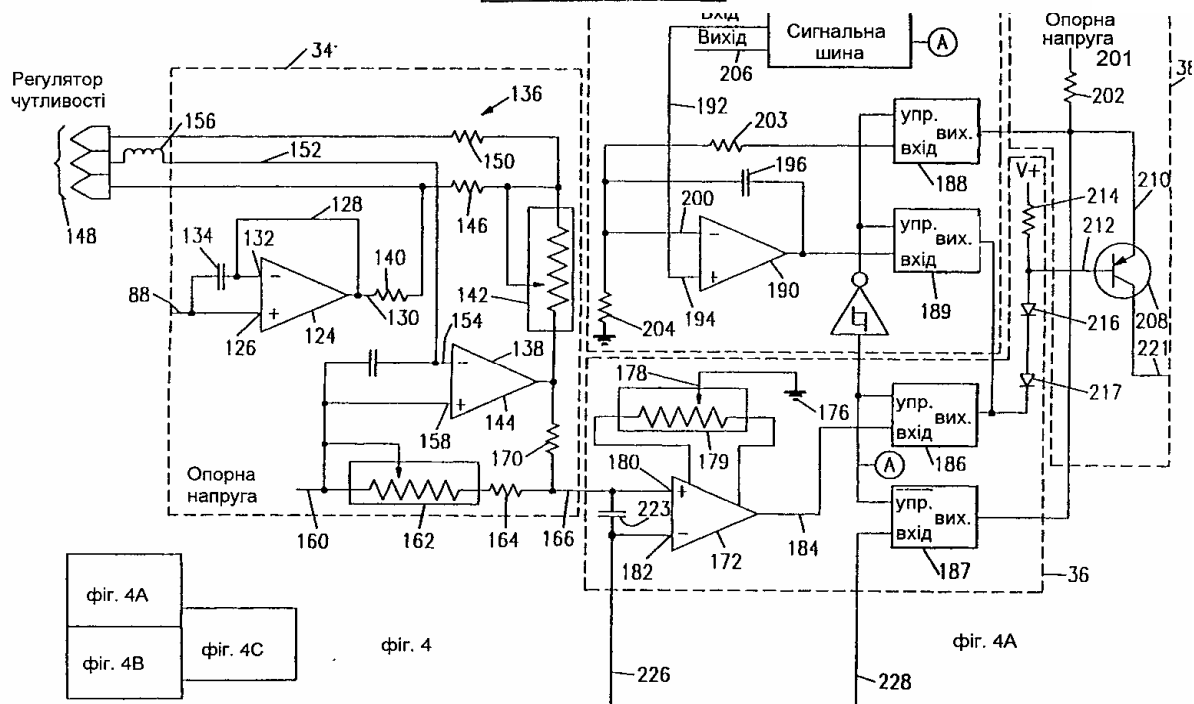 Вхід
Вихід
206
Сигнальна
шина
A
Опорна
напруга
201
202
38
34
Регулятор
чутливості
136
156
152
150
146
148
128
134
132
140
142
88
126
124
130
154
138
158
144
170
Опорна
напруга
160
162
164
166
192
203
196
200
194
190
204
упр.
вих.
вхід
188
упр.
вих.
вхід
189
V+
214
210
212
208
216
221
217
178
176
179
180
223
182
172
184
упр.
вих.
вхід
186
A
упр.
вих.
вхід
187
36
226
228
фіг. 4A
фіг. 4B
фіг. 4C
фіг. 4
фіг. 4A